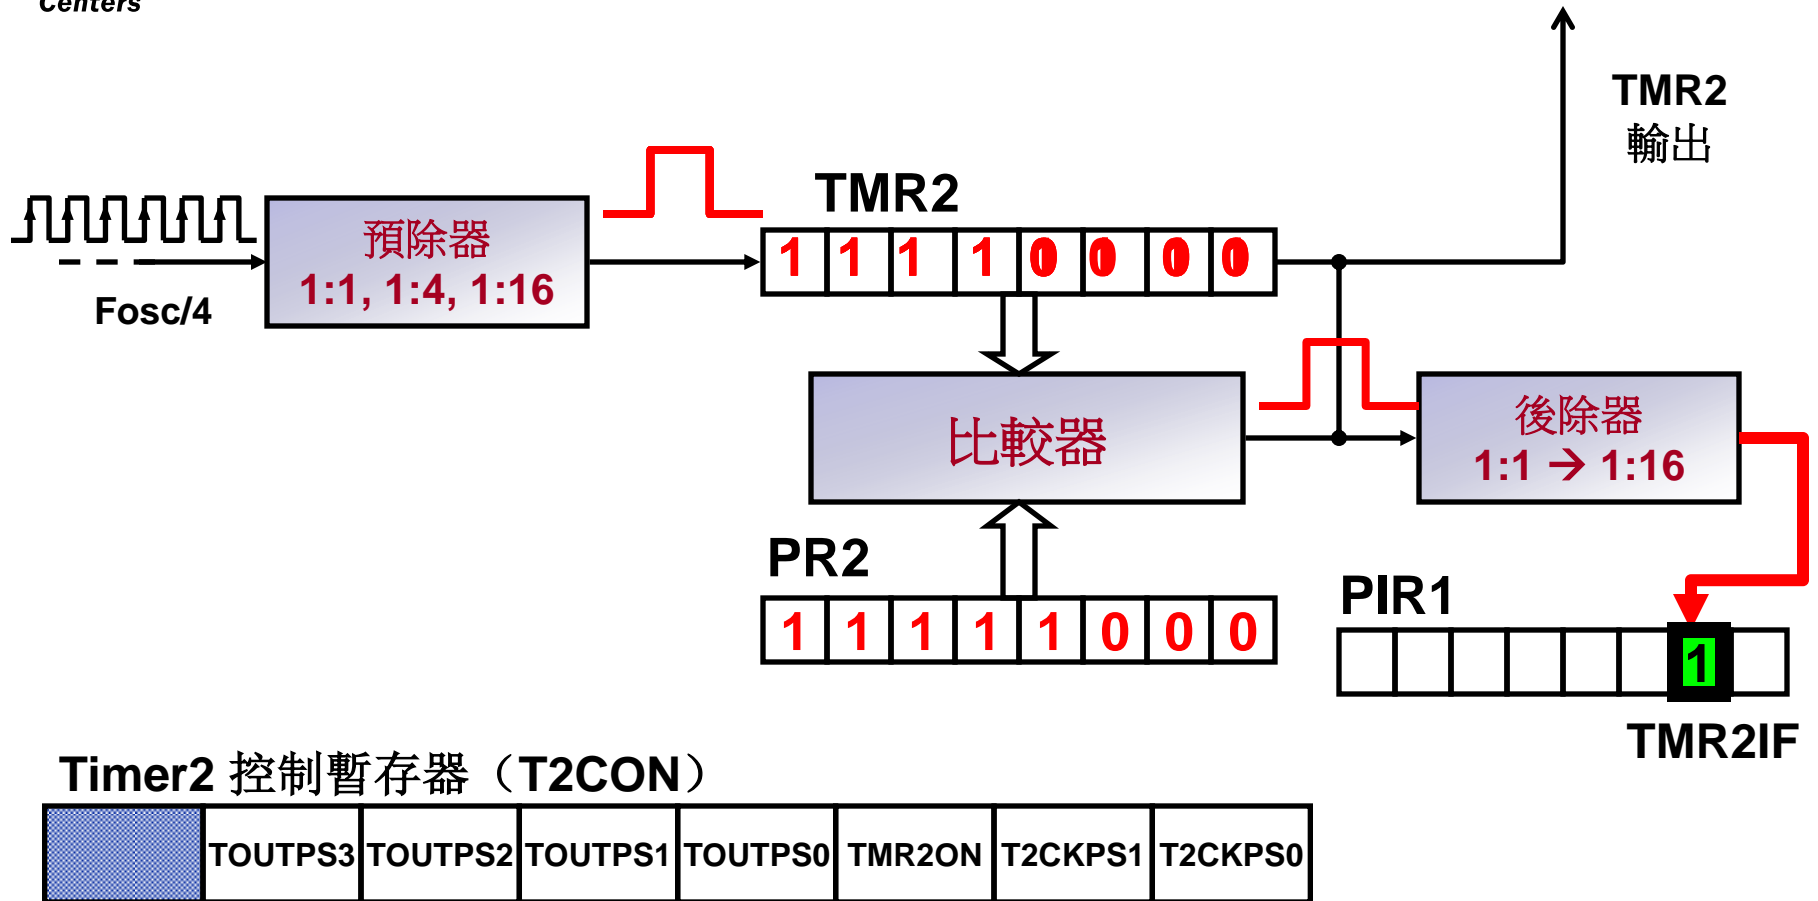 Centers
TMR2
輸出
TMR2
預除器
1:1, 1:4, 1:16
1 1 1 1 0 0 0 0
Fosc/4
比較器
後除器
1:1 → 1:16
PR2
1 1 1 1 1 0 0 0
PIR1
1
TMR2IF
Timer2 控制暫存器（T2CON）
TOUTPS3 TOUTPS2 TOUTPS1 TOUTPS0 TMR2ON T2CKPS1 T2CKPS0